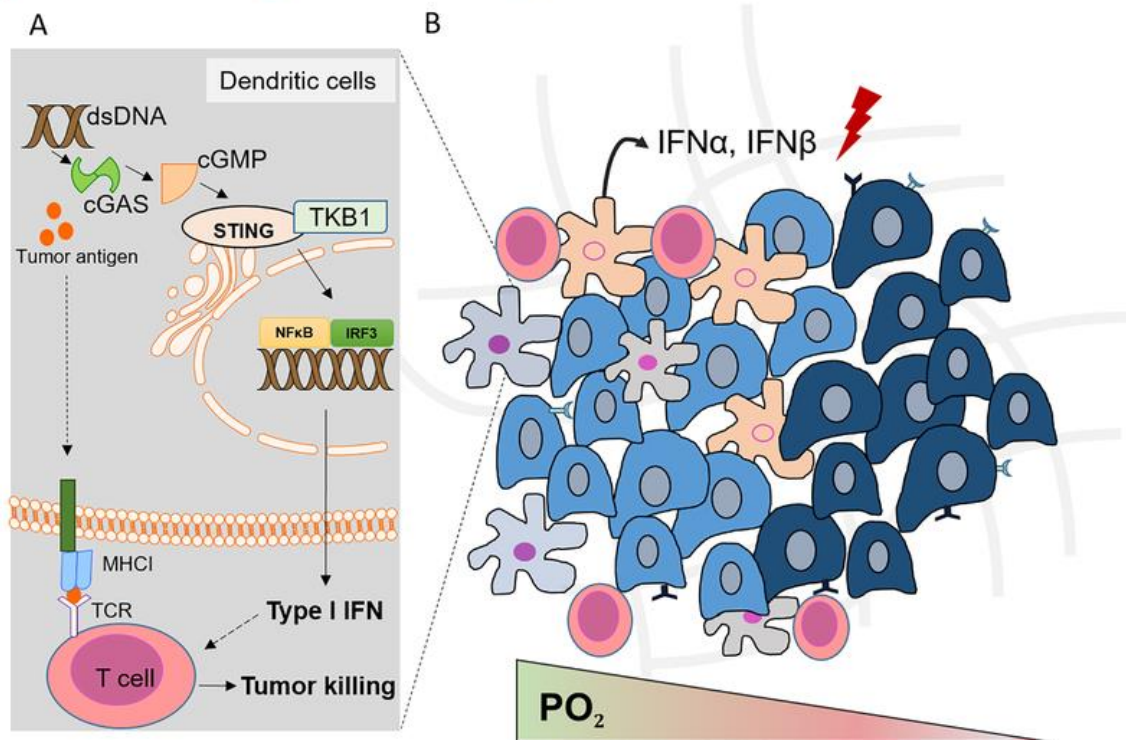 A
Dendritic cells
dsDNA
cGAS
cGMP
STING
TKB1
Tumor antigen
NFκB
IRF3
MHCI
TCR
Type I IFN
T cell
Tumor killing
B
IFNα, IFNβ
PO₂